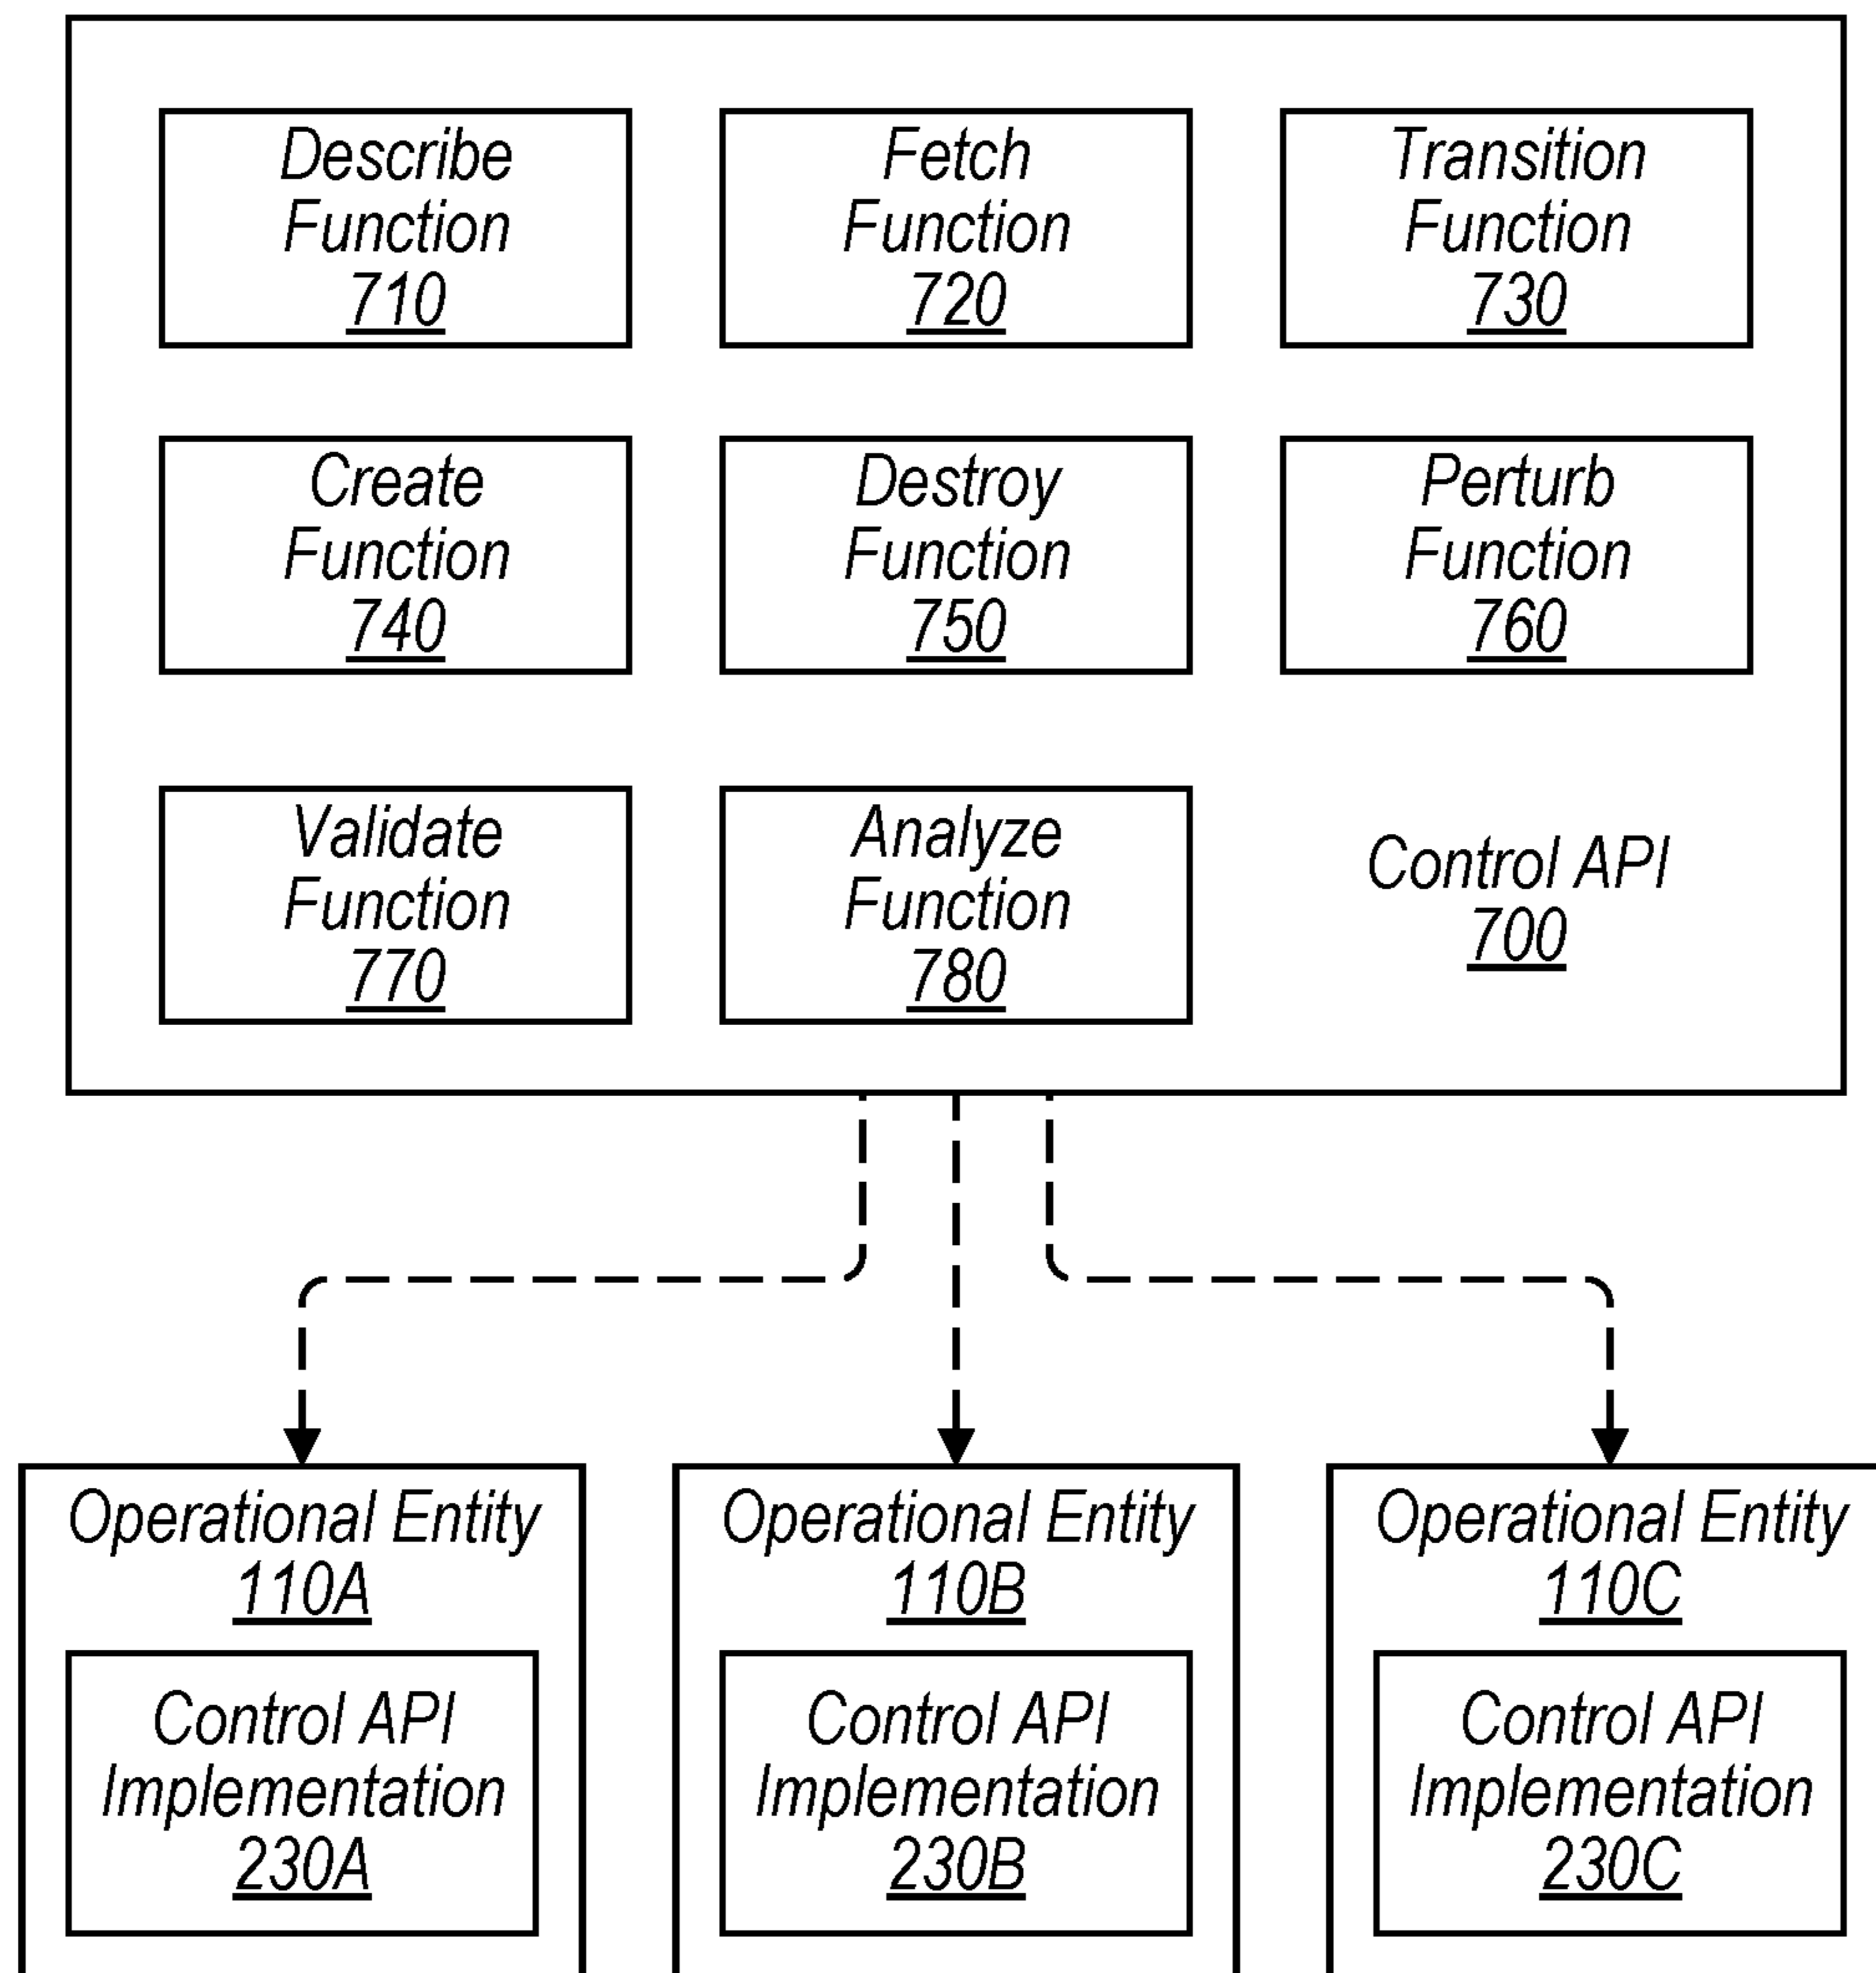 Describe
Function
710
Fetch
Function
720
Transition
Function
730
Create
Function
740
Destroy
Function
750
Perturb
Function
760
Validate
Function
770
Analyze
Function
780
Control API
700
Operational Entity
110A
Control API
Implementation
230A
Operational Entity
110B
Control API
Implementation
230B
Operational Entity
110C
Control API
Implementation
230C